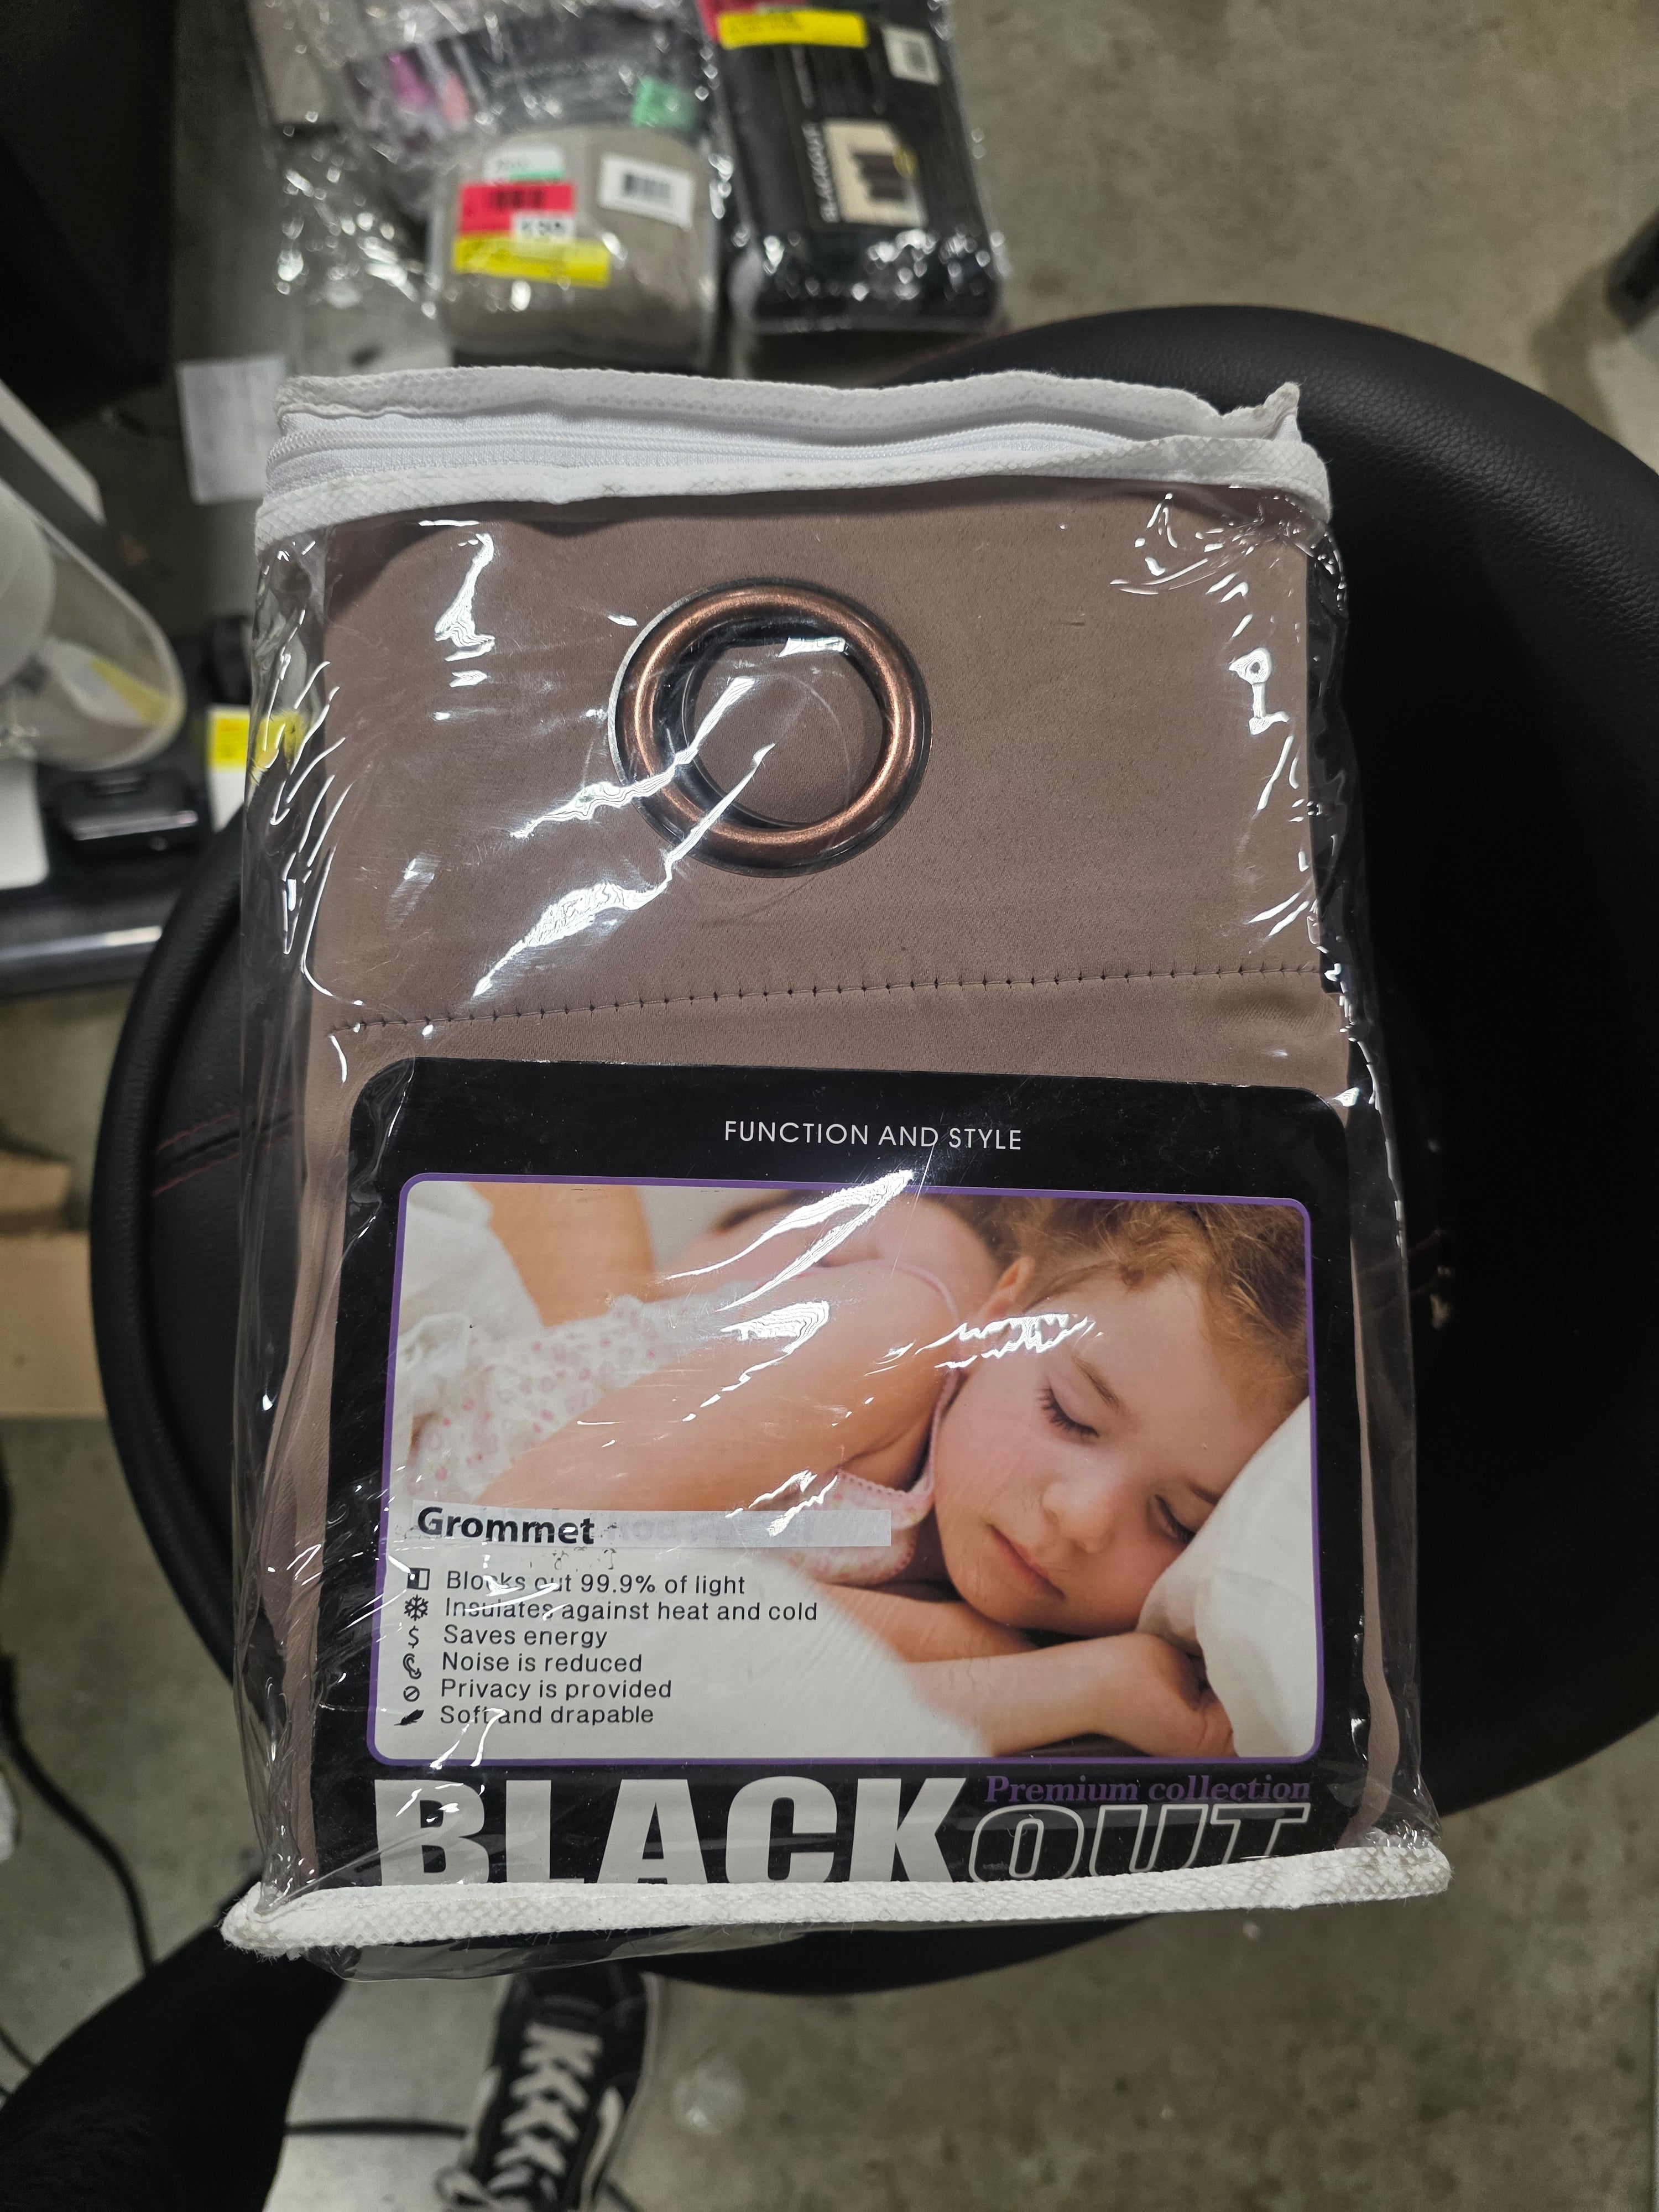 BLACKOUT
FUNCTION AND STYLE
Grommet
Blocks out 99.9% of light
Insulates against heat and cold
Saves energy
Noise is reduced
Privacy is provided
Soft and drapable
Premium collection
BLACKOUT